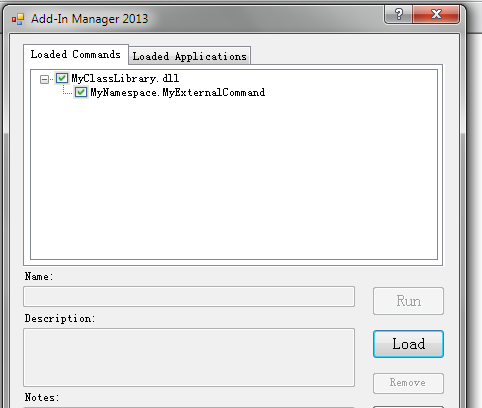 Add-In Manager 2013
Loaded Commands Loaded Applications
MyClassLibrary.dll
MyNamespace.MyExternalCommand
Name:
Run
Description:
Load
Remove
Notes: